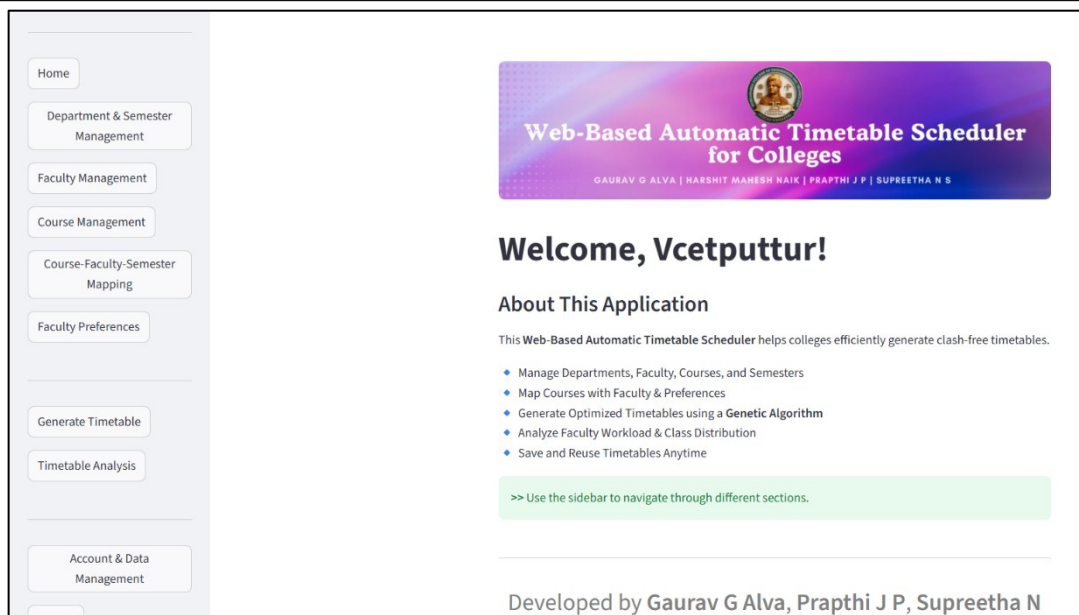 Home
Department & Semester
Management
Faculty Management
Course Management
Course-Faculty-Semester
Mapping
Faculty Preferences
Generate Timetable
Timetable Analysis
Account & Data
Management
Web-Based Automatic Timetable Scheduler
for Colleges
GAURAV G ALVA | HARSHIT MAHESH NAIK | PRAPTHI J P | SUPREETHA N S
Welcome, Vcetputtur!
About This Application
This Web-Based Automatic Timetable Scheduler helps colleges efficiently generate clash-free timetables.
Manage Departments, Faculty, Courses, and Semesters
Map Courses with Faculty & Preferences
Generate Optimized Timetables using a Genetic Algorithm
Analyze Faculty Workload & Class Distribution
Save and Reuse Timetables Anytime
>> Use the sidebar to navigate through different sections.
Developed by Gaurav G Alva, Prapthi J P, Supreetha N